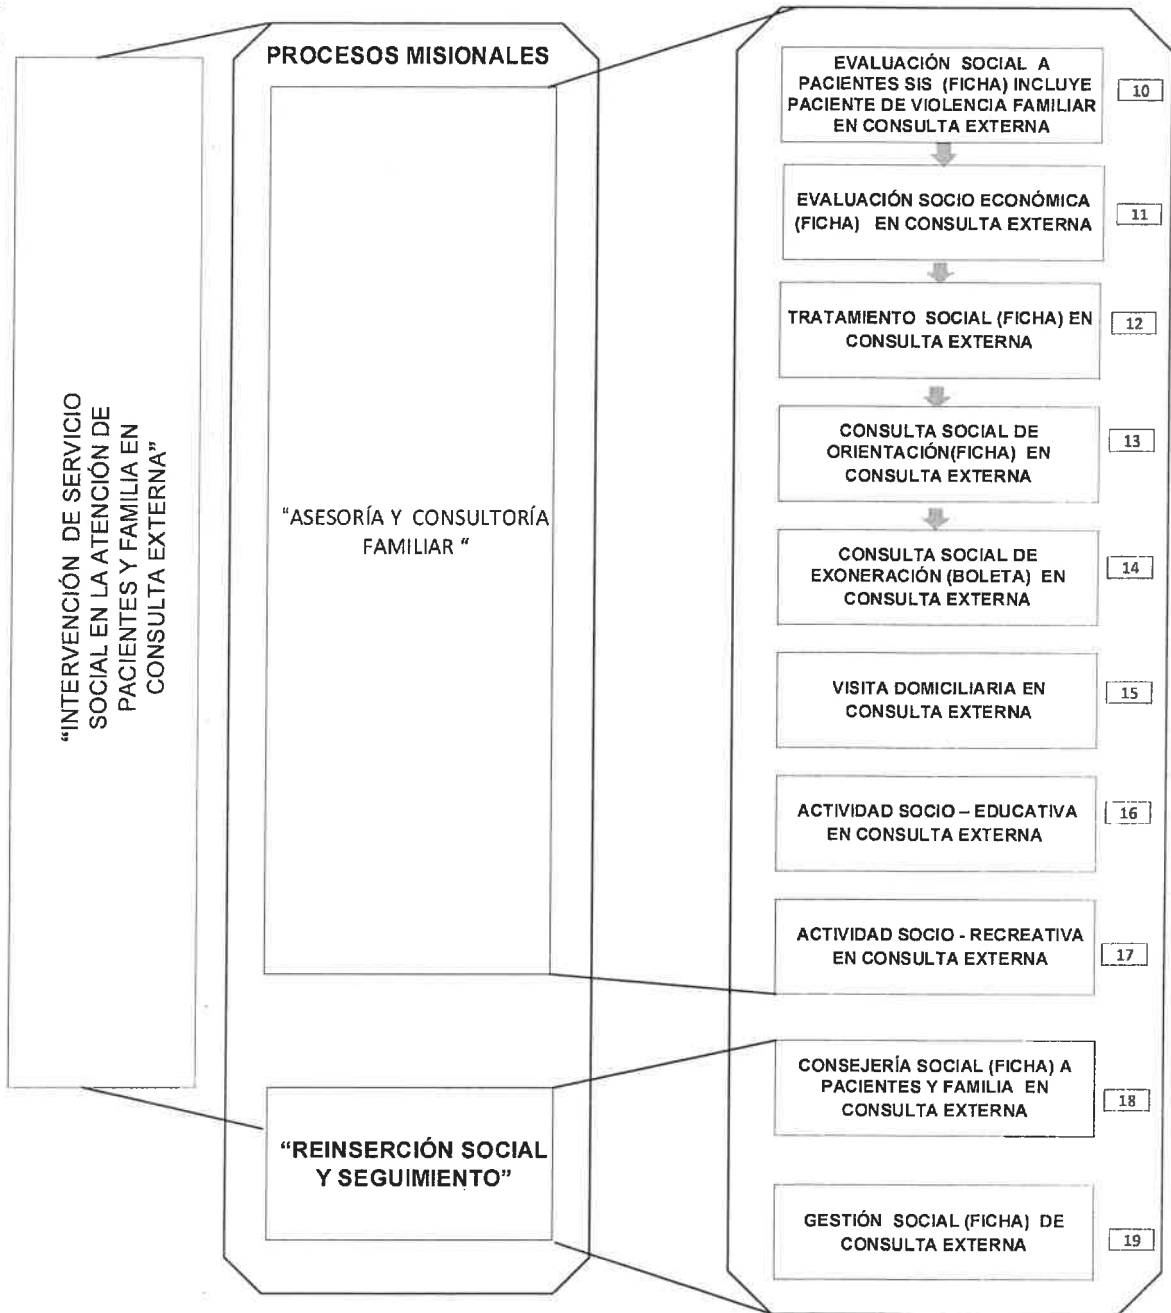 "INTERVENCIÓN DE SERVICIO
SOCIAL EN LA ATENCIÓN DE
PACIENTES Y FAMILIA EN
CONSULTA EXTERNA"
PROCESOS MISIONALES
"ASESORÍA Y CONSULTORÍA
FAMILIAR "
"REINSERCIÓN SOCIAL
Y SEGUIMIENTO"
EVALUACIÓN SOCIAL A
PACIENTES SIS (FICHA) INCLUYE
PACIENTE DE VIOLENCIA FAMILIAR
EN CONSULTA EXTERNA
10
EVALUACIÓN SOCIO ECONÓMICA
(FICHA) EN CONSULTA EXTERNA
11
TRATAMIENTO SOCIAL (FICHA) EN
CONSULTA EXTERNA
12
CONSULTA SOCIAL DE
ORIENTACIÓN(FICHA) EN
CONSULTA EXTERNA
13
CONSULTA SOCIAL DE
EXONERACIÓN (BOLETA) EN
CONSULTA EXTERNA
14
VISITA DOMICILIARIA EN
CONSULTA EXTERNA
15
ACTIVIDAD SOCIO – EDUCATIVA
EN CONSULTA EXTERNA
16
ACTIVIDAD SOCIO - RECREATIVA
EN CONSULTA EXTERNA
17
CONSEJERÍA SOCIAL (FICHA) A
PACIENTES Y FAMILIA EN
CONSULTA EXTERNA
18
GESTIÓN SOCIAL (FICHA) DE
CONSULTA EXTERNA
19